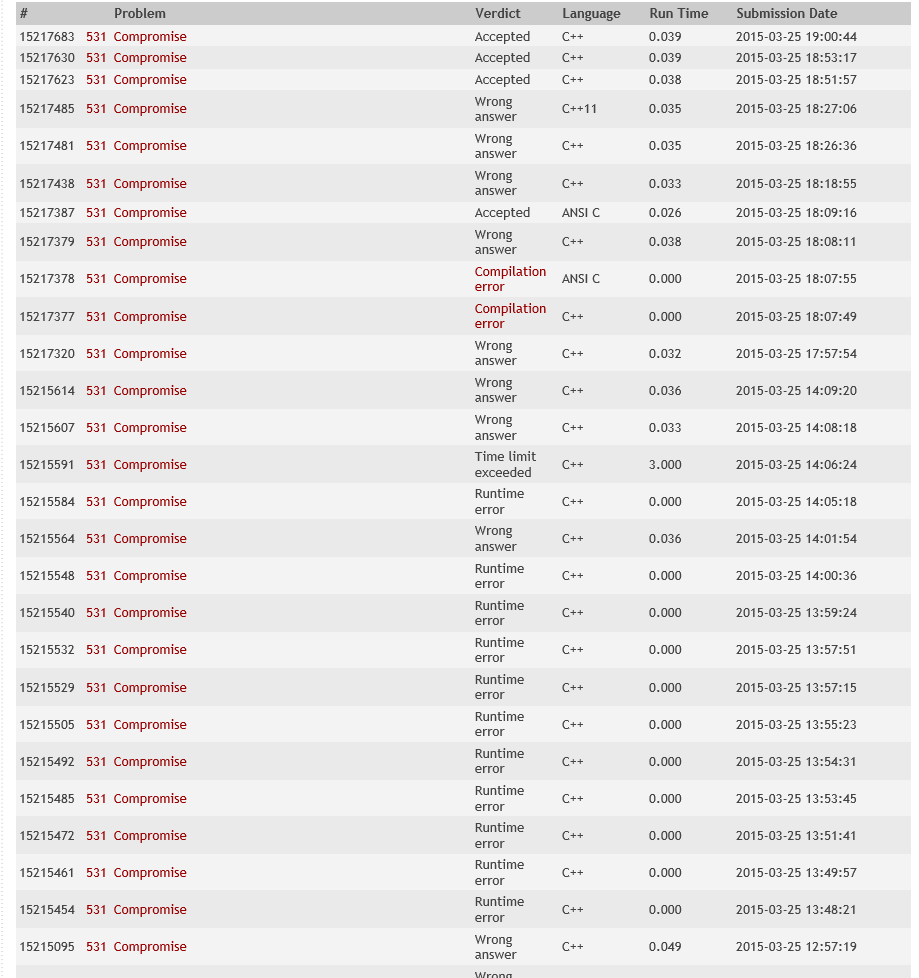 # Problem Verdict Language Run Time Submission Date
15217683 531 Compromise Accepted C++ 0.039 2015-03-25 19:00:44
15217630 531 Compromise Accepted C++ 0.039 2015-03-25 18:53:17
15217623 531 Compromise Accepted C++ 0.038 2015-03-25 18:51:57
15217485 531 Compromise Wrong answer C++11 0.035 2015-03-25 18:27:06
15217481 531 Compromise Wrong answer C++ 0.035 2015-03-25 18:26:36
15217438 531 Compromise Wrong answer C++ 0.033 2015-03-25 18:18:55
15217387 531 Compromise Accepted ANSI C 0.026 2015-03-25 18:09:16
15217379 531 Compromise Wrong answer C++ 0.038 2015-03-25 18:08:11
15217378 531 Compromise Compilation error ANSI C 0.000 2015-03-25 18:07:55
15217377 531 Compromise Compilation error C++ 0.000 2015-03-25 18:07:49
15217320 531 Compromise Wrong answer C++ 0.032 2015-03-25 17:57:54
15215614 531 Compromise Wrong answer C++ 0.036 2015-03-25 14:09:20
15215607 531 Compromise Wrong answer C++ 0.033 2015-03-25 14:08:18
15215591 531 Compromise Time limit exceeded C++ 3.000 2015-03-25 14:06:24
15215584 531 Compromise Runtime error C++ 0.000 2015-03-25 14:05:18
15215564 531 Compromise Wrong answer C++ 0.036 2015-03-25 14:01:54
15215548 531 Compromise Runtime error C++ 0.000 2015-03-25 14:00:36
15215540 531 Compromise Runtime error C++ 0.000 2015-03-25 13:59:24
15215532 531 Compromise Runtime error C++ 0.000 2015-03-25 13:57:51
15215529 531 Compromise Runtime error C++ 0.000 2015-03-25 13:57:15
15215505 531 Compromise Runtime error C++ 0.000 2015-03-25 13:55:23
15215492 531 Compromise Runtime error C++ 0.000 2015-03-25 13:54:31
15215485 531 Compromise Runtime error C++ 0.000 2015-03-25 13:53:45
15215472 531 Compromise Runtime error C++ 0.000 2015-03-25 13:51:41
15215461 531 Compromise Runtime error C++ 0.000 2015-03-25 13:49:57
15215454 531 Compromise Runtime error C++ 0.000 2015-03-25 13:48:21
15215095 531 Compromise Wrong answer C++ 0.049 2015-03-25 12:57:19
Wrong